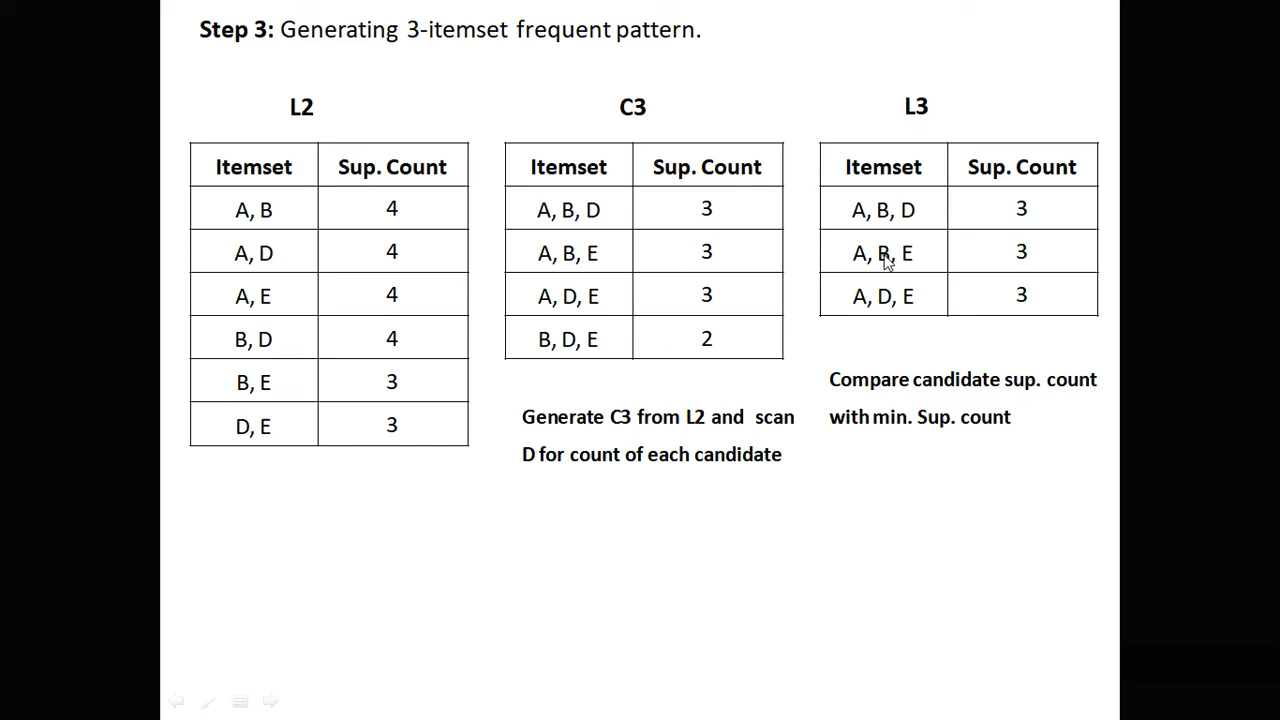 Step 3: Generating 3-itemset frequent pattern.
L2
Itemset Sup. Count
A, B 4
A, D 4
A, E 4
B, D 4
B, E 3
D, E 3
C3
Itemset Sup. Count
A, B, D 3
A, B, E 3
A, D, E 3
B, D, E 2
Generate C3 from L2 and scan
D for count of each candidate
L3
Itemset Sup. Count
A, B, D 3
A, B, E 3
A, D, E 3
Compare candidate sup. count
with min. Sup. count